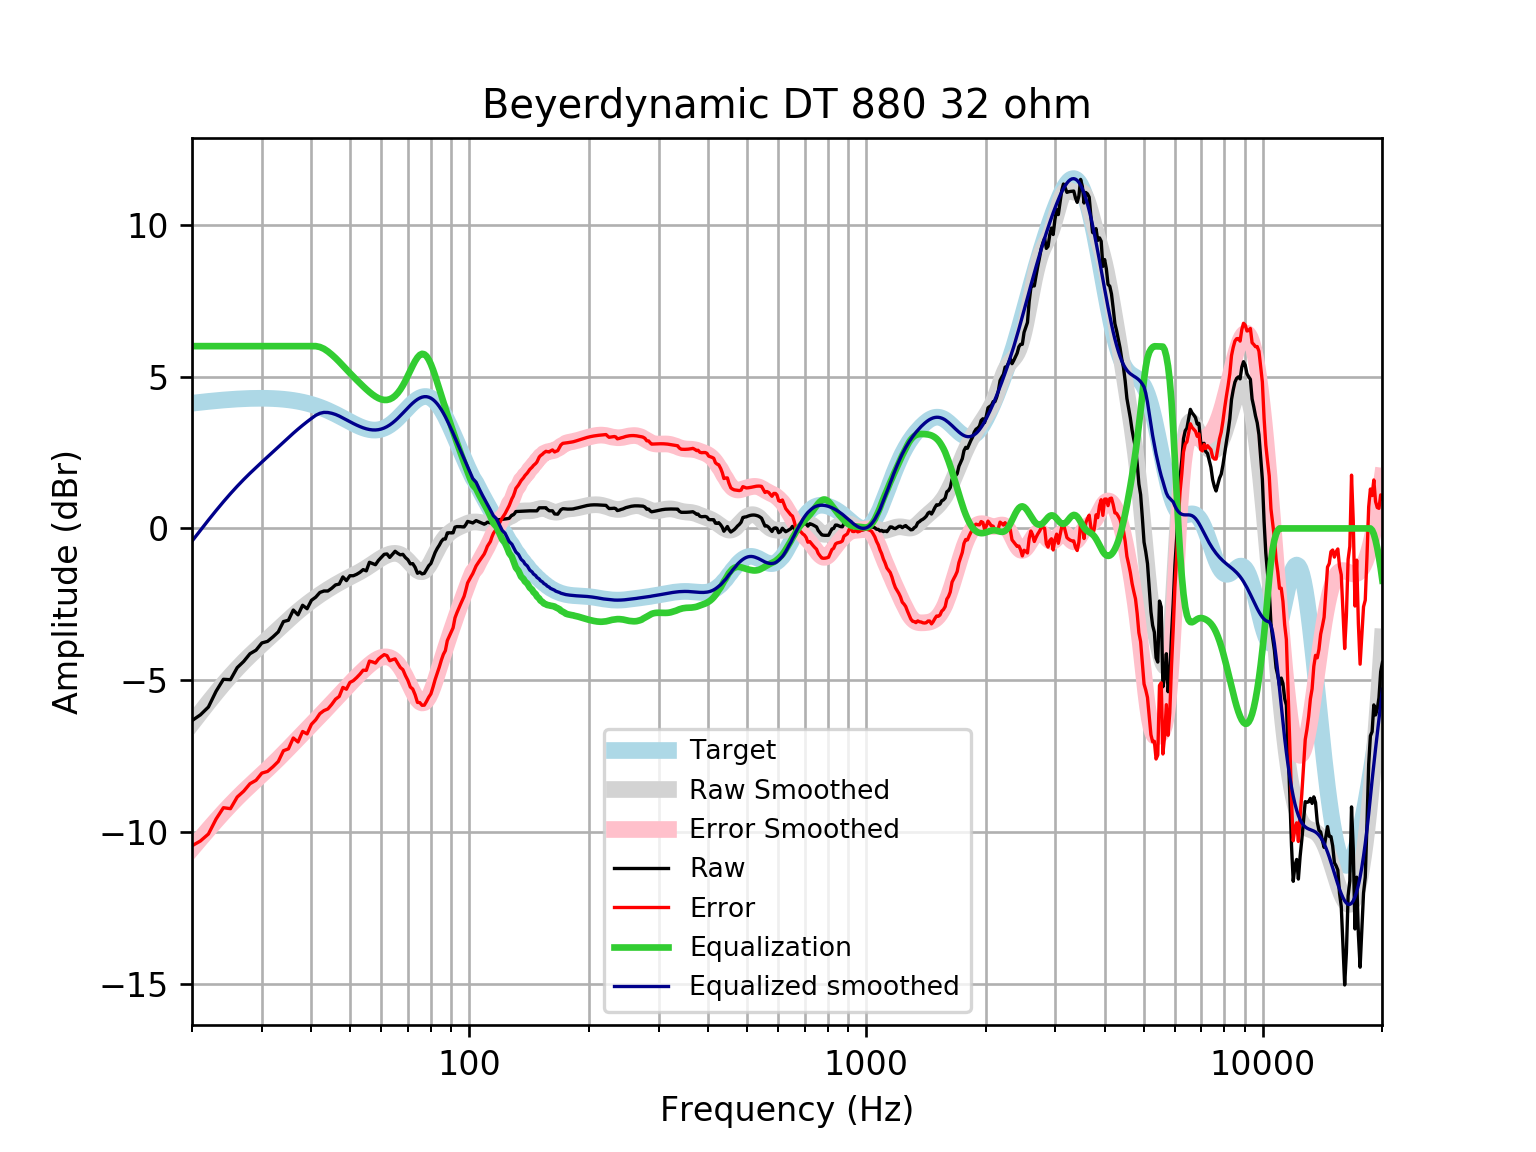 Beyerdynamic DT 880 32 ohm
Amplitude (dBr)
10
5
0
−5
−10
−15
Target
Raw Smoothed
Error Smoothed
Raw
Error
Equalization
Equalized smoothed
100 1000 10000
Frequency (Hz)